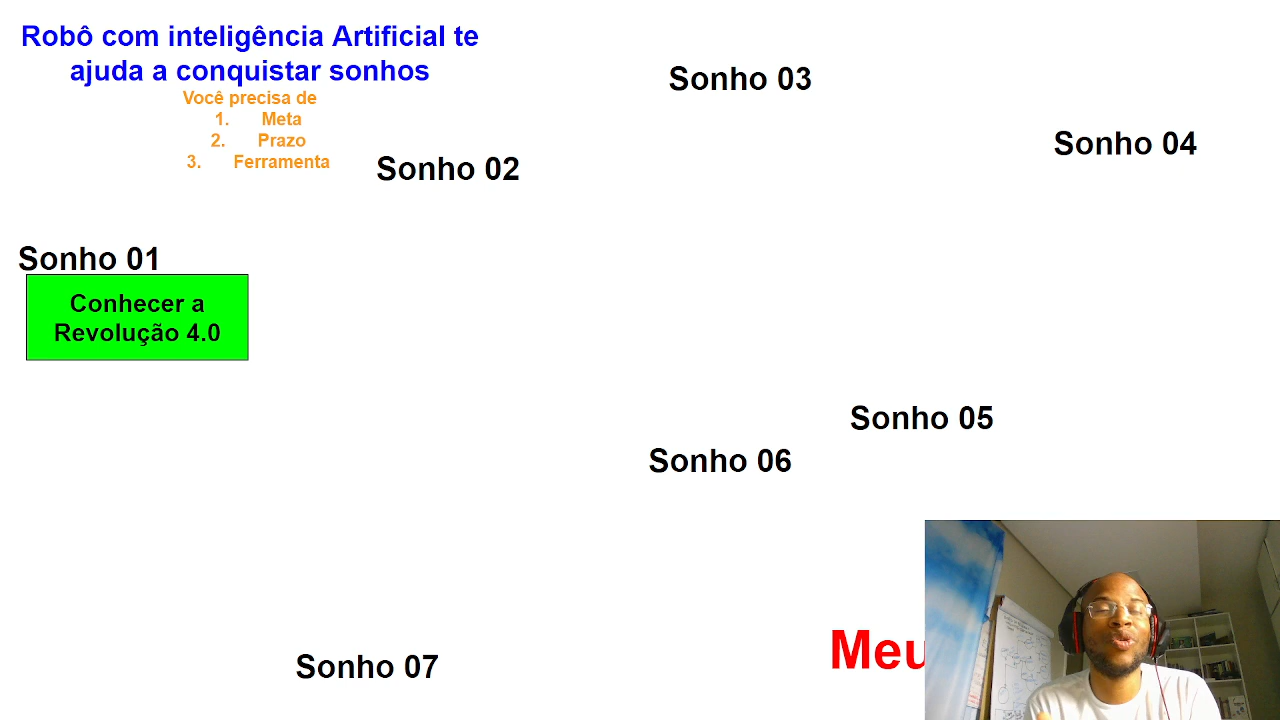 Robô com inteligência Artificial te
ajuda a conquistar sonhos
Você precisa de
1. Meta
2. Prazo
3. Ferramenta
Sonho 03
Sonho 04
Sonho 02
Sonho 01
Conhecer a
Revolução 4.0
Sonho 05
Sonho 06
Meu
Sonho 07